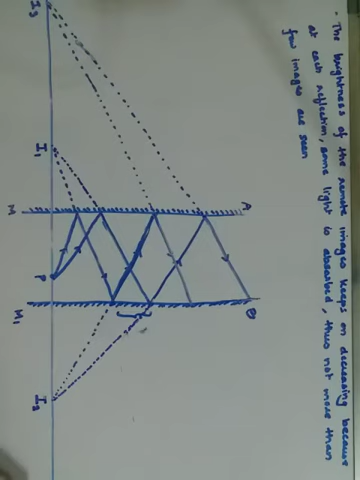 - The brightness of the remote images keeps on decreasing because
at each reflection, some light is absorbed, thus not more than
few images are seen
I3
I1
M
A
P
M1
B
I2